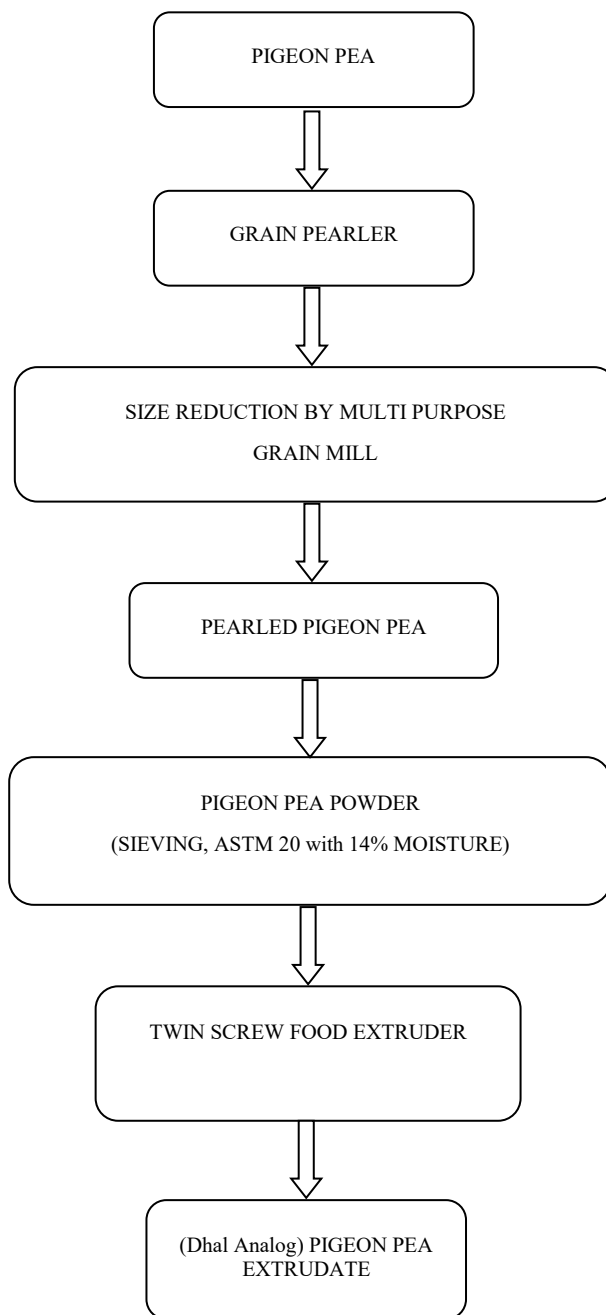 PIGEON PEA
GRAIN PEARLER
SIZE REDUCTION BY MULTI PURPOSE
GRAIN MILL
PEARLED PIGEON PEA
PIGEON PEA POWDER
(SIEVING, ASTM 20 with 14% MOISTURE)
TWIN SCREW FOOD EXTRUDER
(Dhal Analog) PIGEON PEA
EXTRUDATE